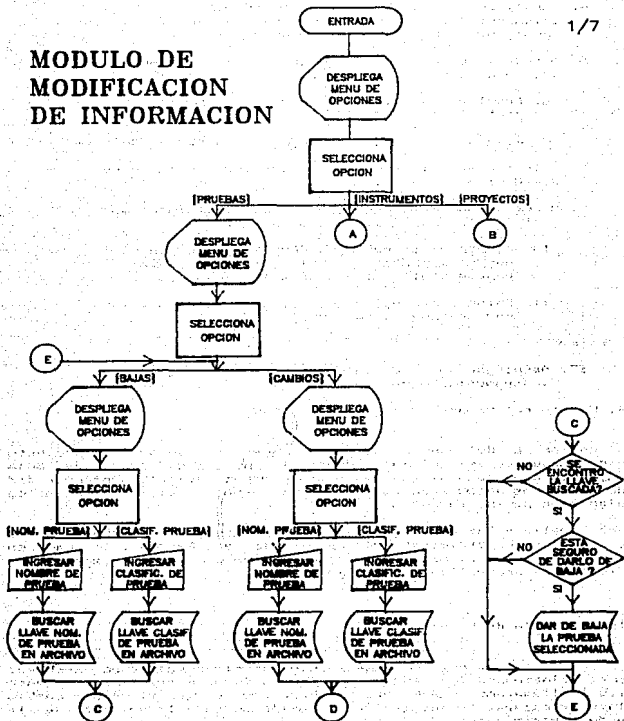 1/7
MODULO DE
MODIFICACION
DE INFORMACION
ENTRADA
DESPLIEGA
MENU DE
OPCIONES
SELECCIONA
OPCION
[PRUEBAS]
[INSTRUMENTOS]
[PROYECTOS]
A
B
DESPLIEGA
MENU DE
OPCIONES
SELECCIONA
OPCION
E
[BAJAS]
[CAMBIOS]
DESPLIEGA
MENU DE
OPCIONES
SELECCIONA
OPCION
[NOM. PRUEBA]
[CLASIF. PRUEBA]
INGRESAR
NOMBRE DE
PRUEBA
INGRESAR
CLASIFIC. DE
PRUEBA
BUSCAR
LLAVE NOM.
DE PRUEBA
EN ARCHIVO
BUSCAR
LLAVE CLASIF
DE PRUEBA
EN ARCHIVO
C
DESPLIEGA
MENU DE
OPCIONES
SELECCIONA
OPCION
[NOM. PRUEBA]
[CLASIF. PRUEBA]
INGRESAR
NOMBRE DE
PRUEBA
INGRESAR
CLASIFIC. DE
PRUEBA
BUSCAR
LLAVE NOM.
DE PRUEBA
EN ARCHIVO
BUSCAR
LLAVE CLASIF
DE PRUEBA
EN ARCHIVO
D
C
SE
ENCONTRO
LA LLAVE
BUSCADA?
NO
SI
ESTA
SEGURO
DE DARLO DE
BAJA ?
NO
SI
DAR DE BAJA
LA PRUEBA
SELECCIONADA
E